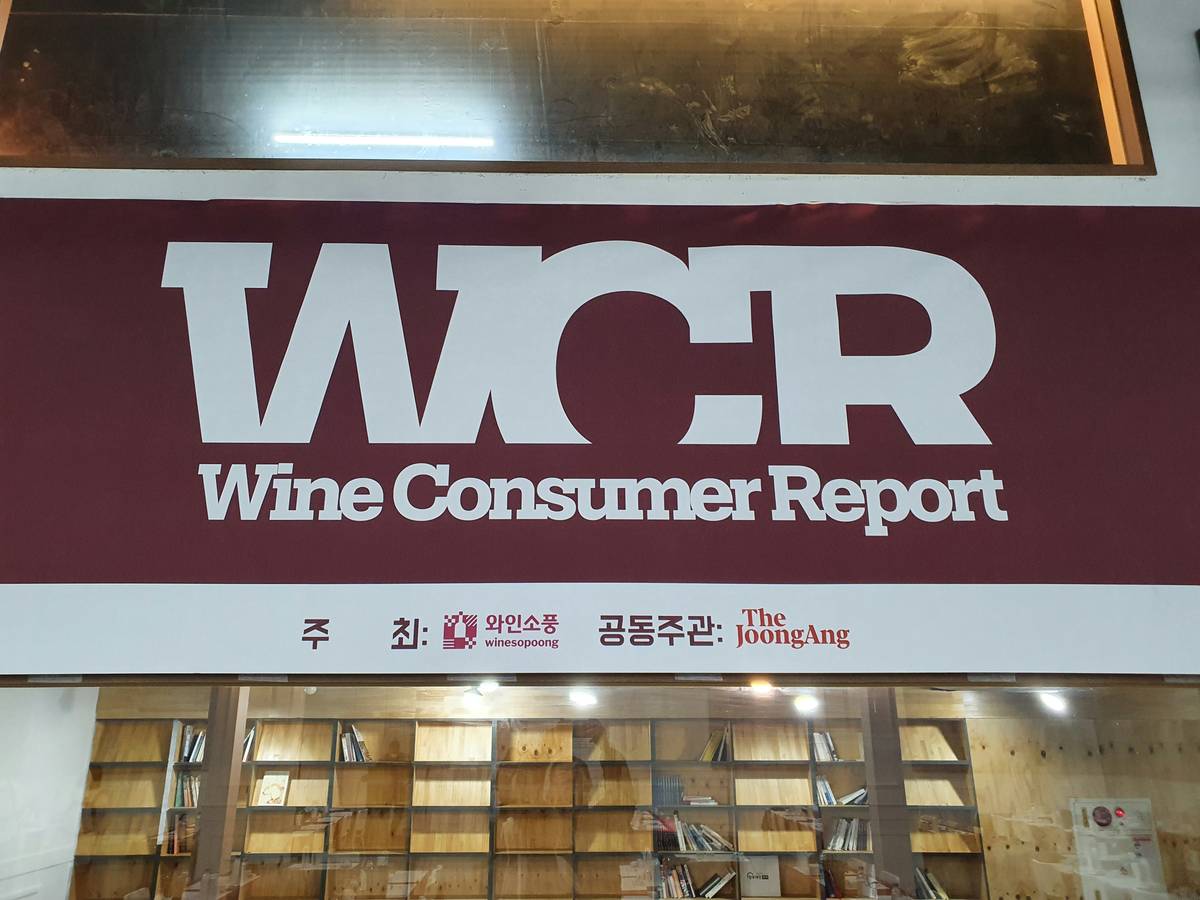 WCR
Wine Consumer Report
주 최: 와인소풍 winesopoong 공동주관: The JoongAng